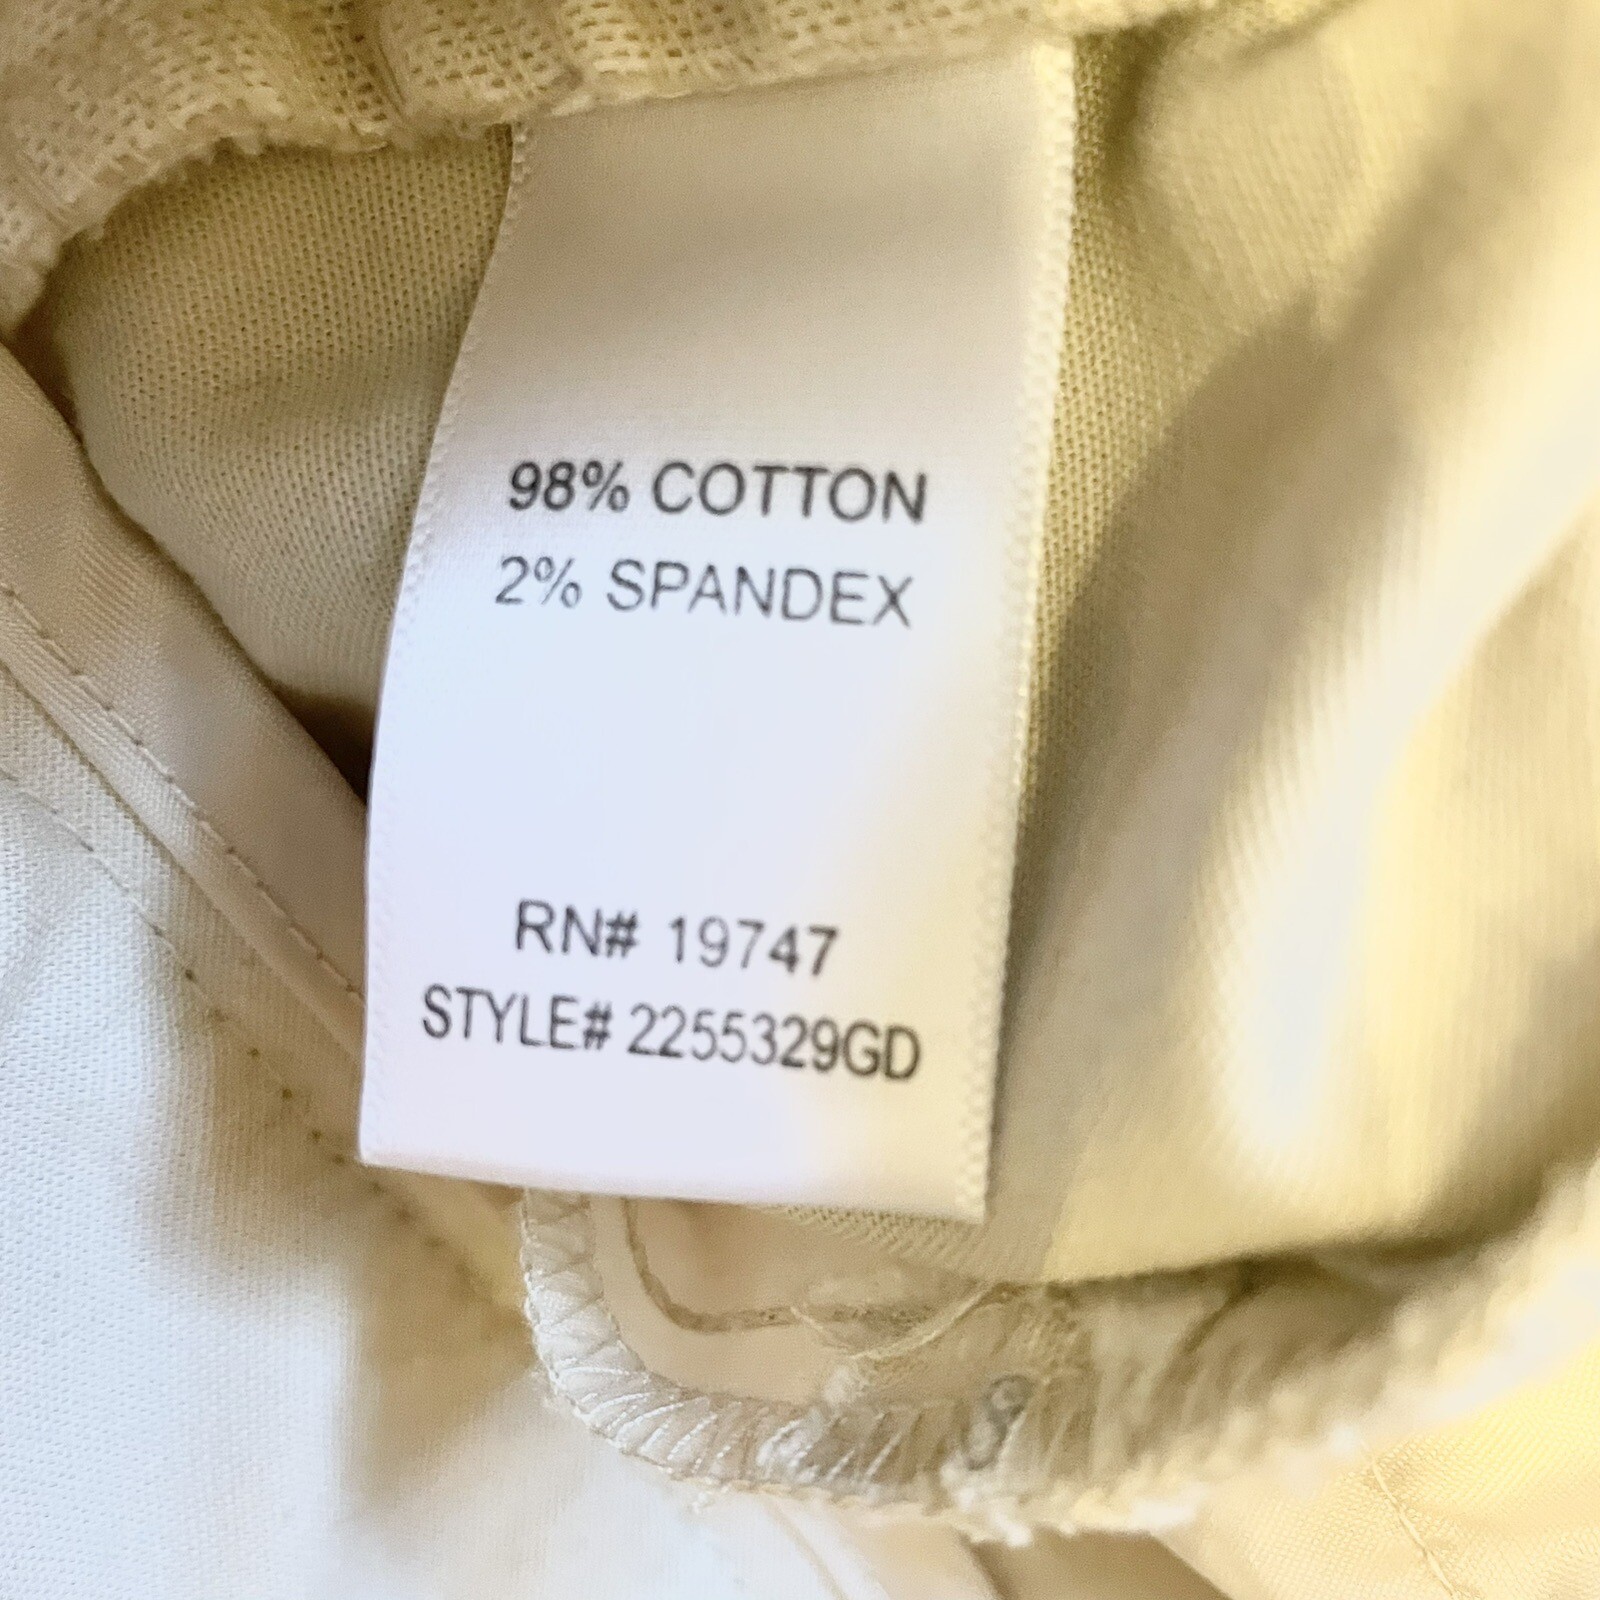 98% COTTON
2% SPANDEX
RN# 19747
STYLE# 2255329GD